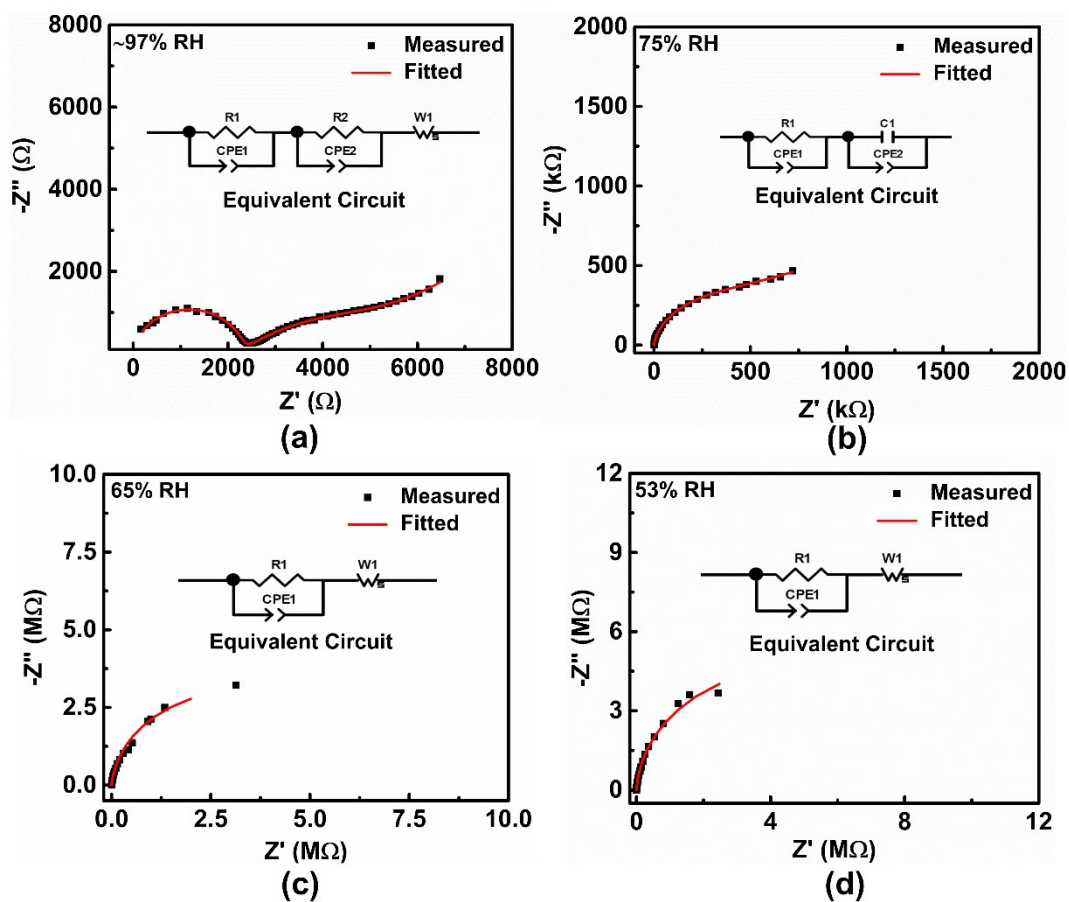 ~97% RH
Measured
Fitted
R1 R2 W1
s
CPE1 CPE2
Equivalent Circuit
8000
6000
4000
2000
0
-Z'' (Ω)
0 2000 4000 6000 8000
Z' (Ω)
(a)
75% RH
Measured
Fitted
R1 C1
CPE1 CPE2
Equivalent Circuit
2000
1500
1000
500
0
-Z'' (kΩ)
0 500 1000 1500 2000
Z' (kΩ)
(b)
65% RH
Measured
Fitted
R1 W1
s
CPE1
Equivalent Circuit
10.0
7.5
5.0
2.5
0.0
-Z'' (MΩ)
0.0 2.5 5.0 7.5 10.0
Z' (MΩ)
(c)
53% RH
Measured
Fitted
R1 W1
s
CPE1
Equivalent Circuit
12
9
6
3
0
-Z'' (MΩ)
0 4 8 12
Z' (MΩ)
(d)